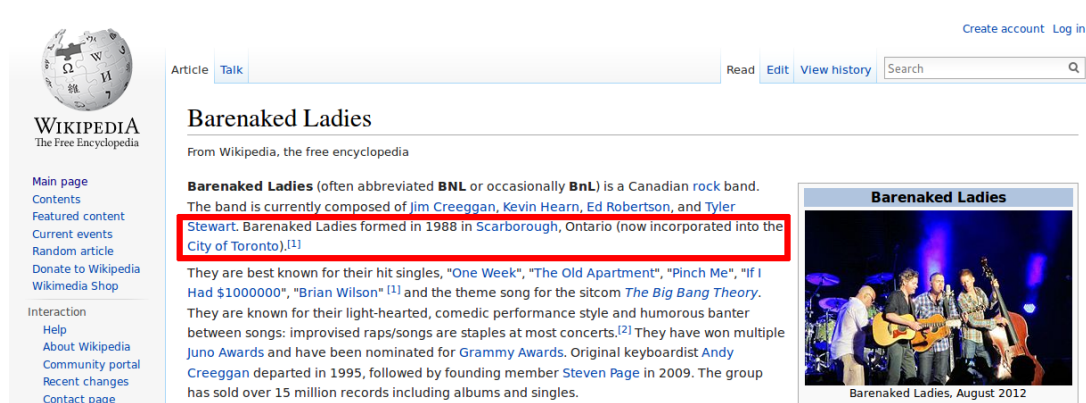 Create account Log in
WIKIPEDIA
The Free Encyclopedia
Main page
Contents
Featured content
Current events
Random article
Donate to Wikipedia
Wikimedia Shop
Interaction
Help
About Wikipedia
Community portal
Recent changes
Contact page
Article Talk
Read Edit View history Search
Barenaked Ladies
From Wikipedia, the free encyclopedia
Barenaked Ladies (often abbreviated BNL or occasionally BnL) is a Canadian rock band.
The band is currently composed of Jim Creeggan, Kevin Hearn, Ed Robertson, and Tyler
Stewart. Barenaked Ladies formed in 1988 in Scarborough, Ontario (now incorporated into the
City of Toronto).[1]
They are best known for their hit singles, "One Week", "The Old Apartment", "Pinch Me", "If I
Had $1000000", "Brian Wilson" [1] and the theme song for the sitcom The Big Bang Theory.
They are known for their light-hearted, comedic performance style and humorous banter
between songs: improvised raps/songs are staples at most concerts.[2] They have won multiple
Juno Awards and have been nominated for Grammy Awards. Original keyboardist Andy
Creeggan departed in 1995, followed by founding member Steven Page in 2009. The group
has sold over 15 million records including albums and singles.
Barenaked Ladies
Barenaked Ladies, August 2012